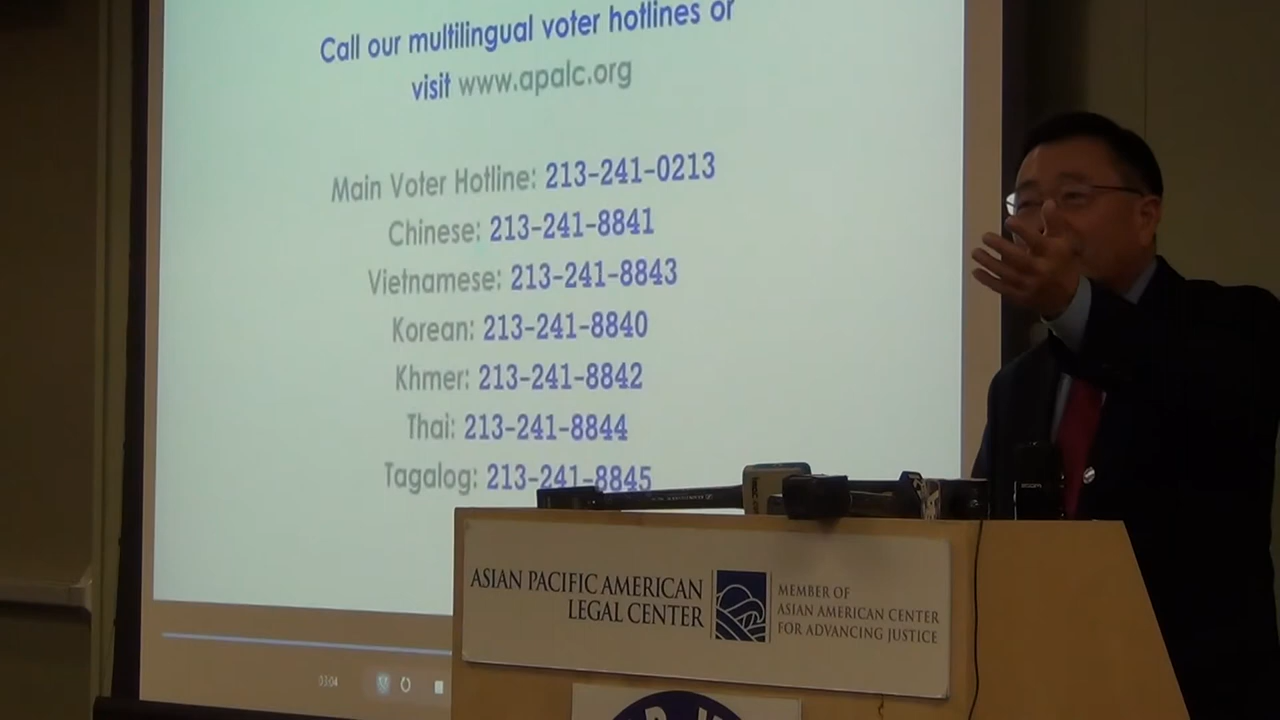 Call our multilingual voter hotlines or
visit www.apalc.org
Main Voter Hotline: 213-241-0213
Chinese: 213-241-8841
Vietnamese: 213-241-8843
Korean: 213-241-8840
Khmer: 213-241-8842
Thai: 213-241-8844
Tagalog: 213-241-8845
03:04
ASIAN PACIFIC AMERICAN
LEGAL CENTER
MEMBER OF
ASIAN AMERICAN CENTER
FOR ADVANCING JUSTICE